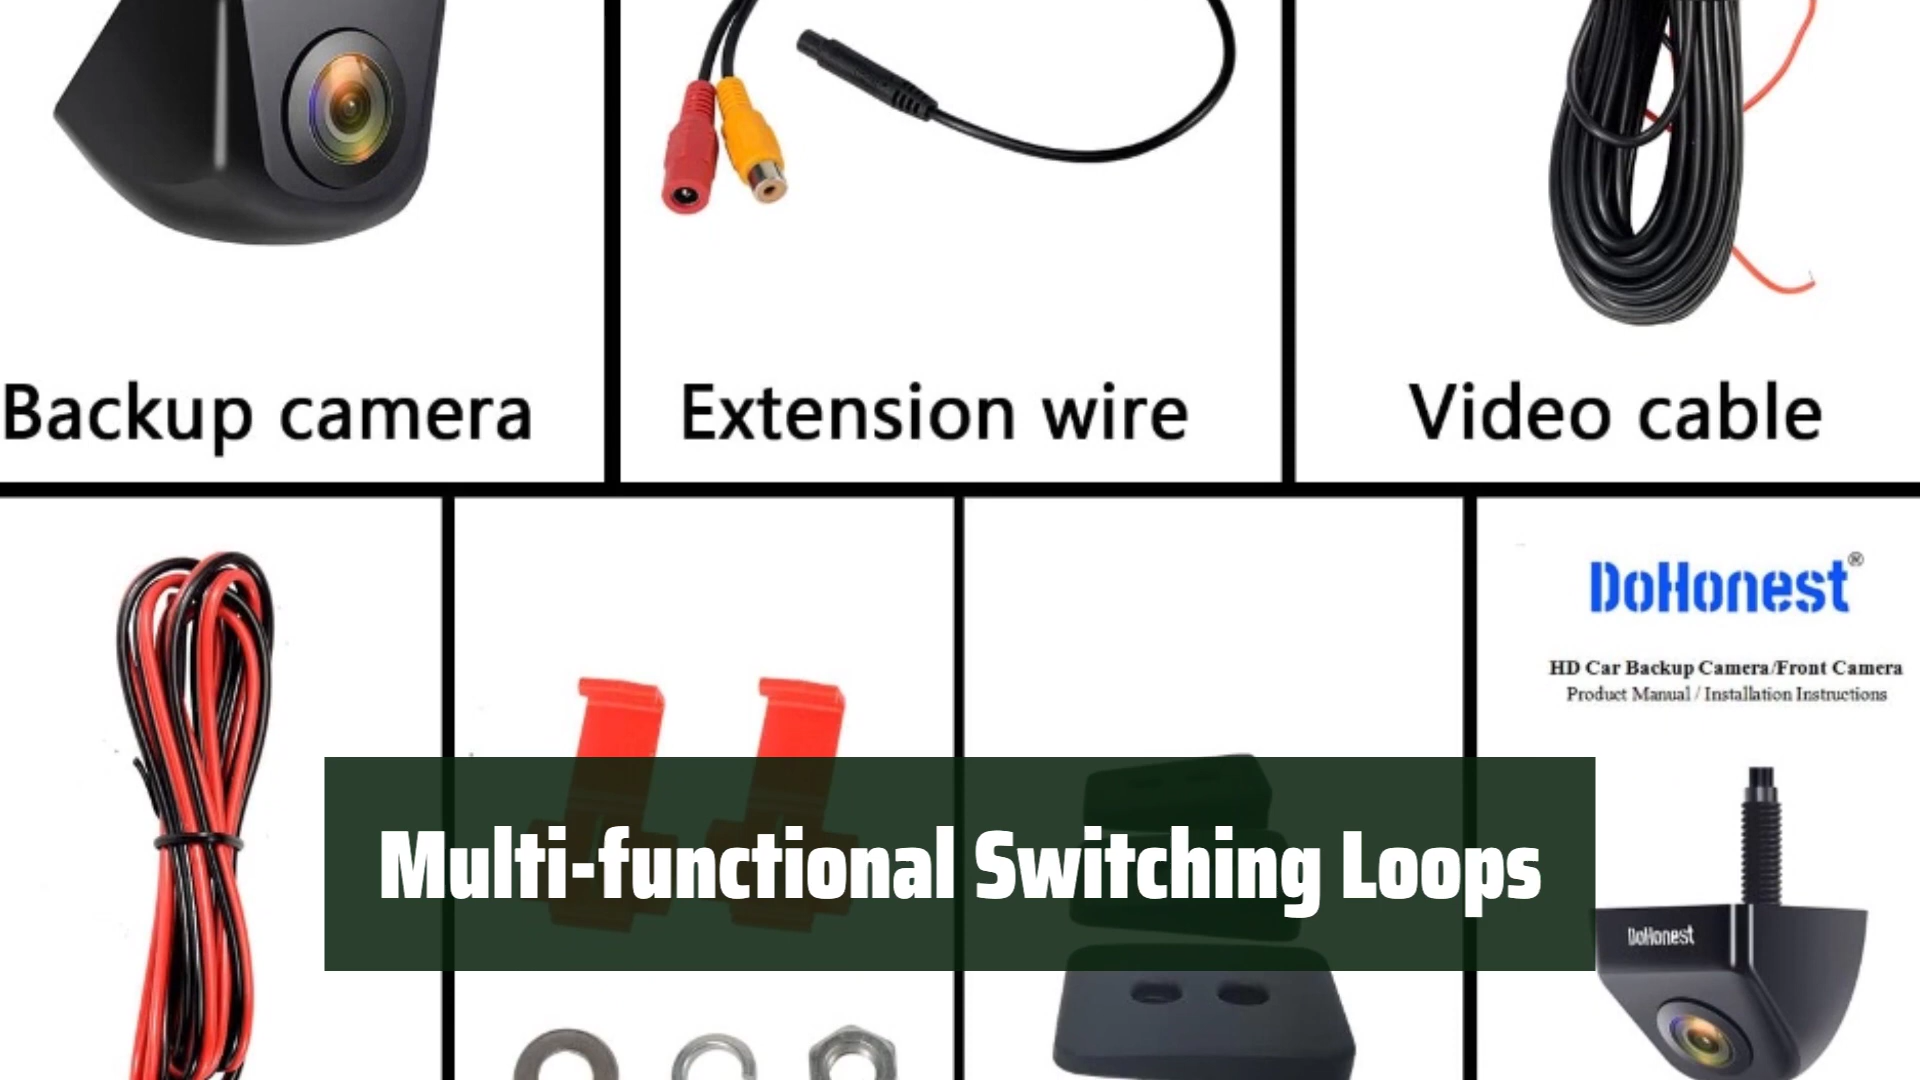 Backup camera
Extension wire
Video cable
DoHonest®
HD Car Backup Camera/Front Camera
Product Manual / Installation Instructions
Multi-functional Switching Loops
DoHonest